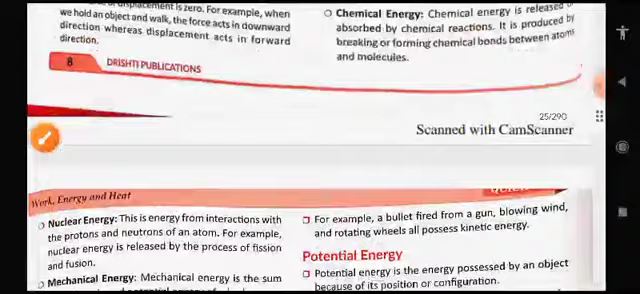 displacement is zero. For example, when
we hold an object and walk, the force acts in downward
direction whereas displacement acts in forward
direction.
8 DRISHTI PUBLICATIONS
Chemical Energy: Chemical energy is released or
absorbed by chemical reactions. It is produced by
breaking or forming chemical bonds between atoms
and molecules.
25/290
Scanned with CamScanner
Work, Energy and Heat
Nuclear Energy: This is energy from interactions with
the protons and neutrons of an atom. For example,
nuclear energy is released by the process of fission
and fusion.
Mechanical Energy: Mechanical energy is the sum
For example, a bullet fired from a gun, blowing wind,
and rotating wheels all possess kinetic energy.
Potential Energy
Potential energy is the energy possessed by an object
because of its position or configuration.